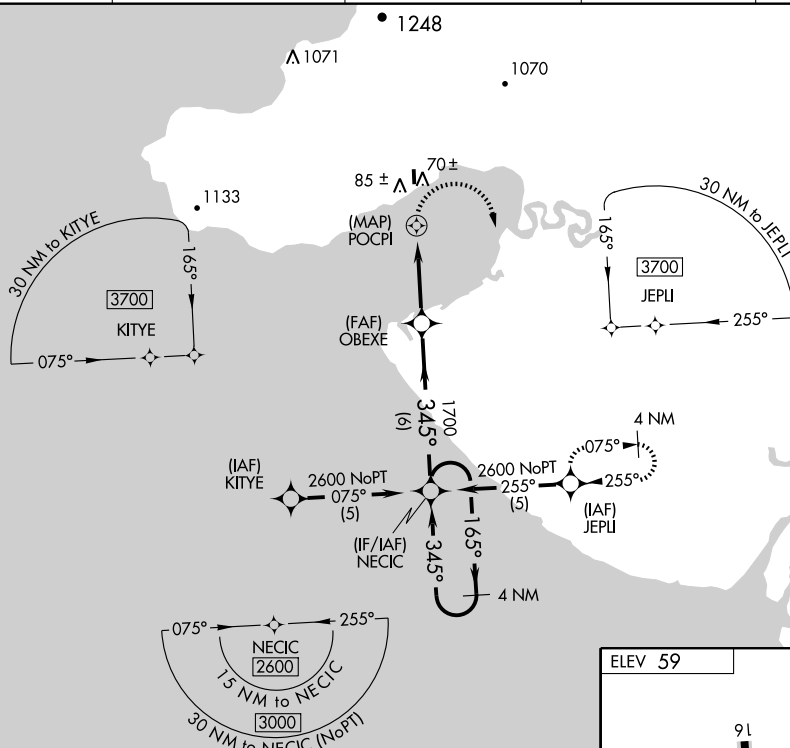 1248
1071
1070
85 ± 70 ±
1133
(MAP)
POCPI
30 NM to KITYE
165°
3700
KITYE
075°
30 NM to JEPLI
165°
3700
JEPLI
255°
(FAF)
OBEXE
1700
345°
(6)
4 NM
075°
255°
(IAF)
JEPLI
(IAF)
KITYE
2600 NoPT
075°
(5)
2600 NoPT
255°
(5)
(IF/IAF)
NECIC
345°
165°
4 NM
075° 255°
NECIC
2600
15 NM to NECIC
3000
30 NM to NECIC (NoPT)
ELEV 59
16